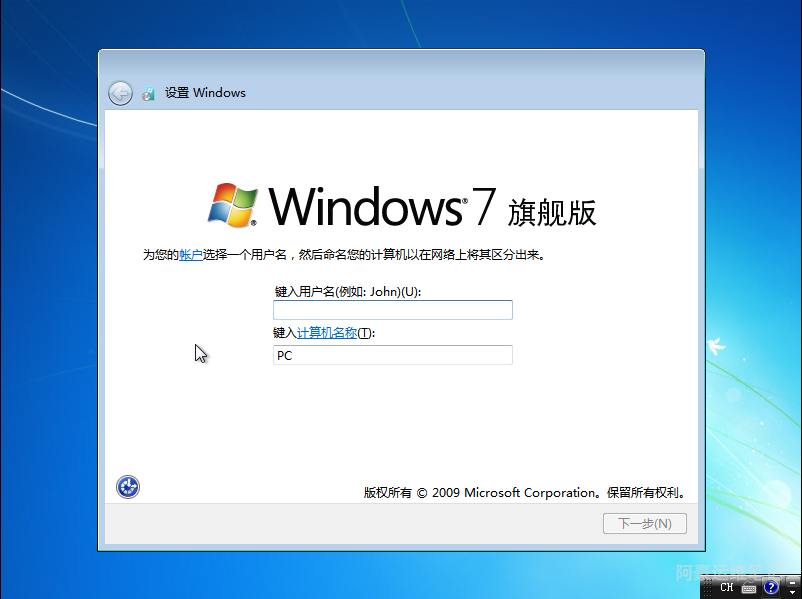 设置 Windows
Windows® 7 旗舰版
为您的帐户选择一个用户名，然后命名您的计算机以在网络上将其区分出来。
键入用户名(例如: John)(U):
键入计算机名称(T):
PC
版权所有 © 2009 Microsoft Corporation。保留所有权利。
下一步(N)
CH